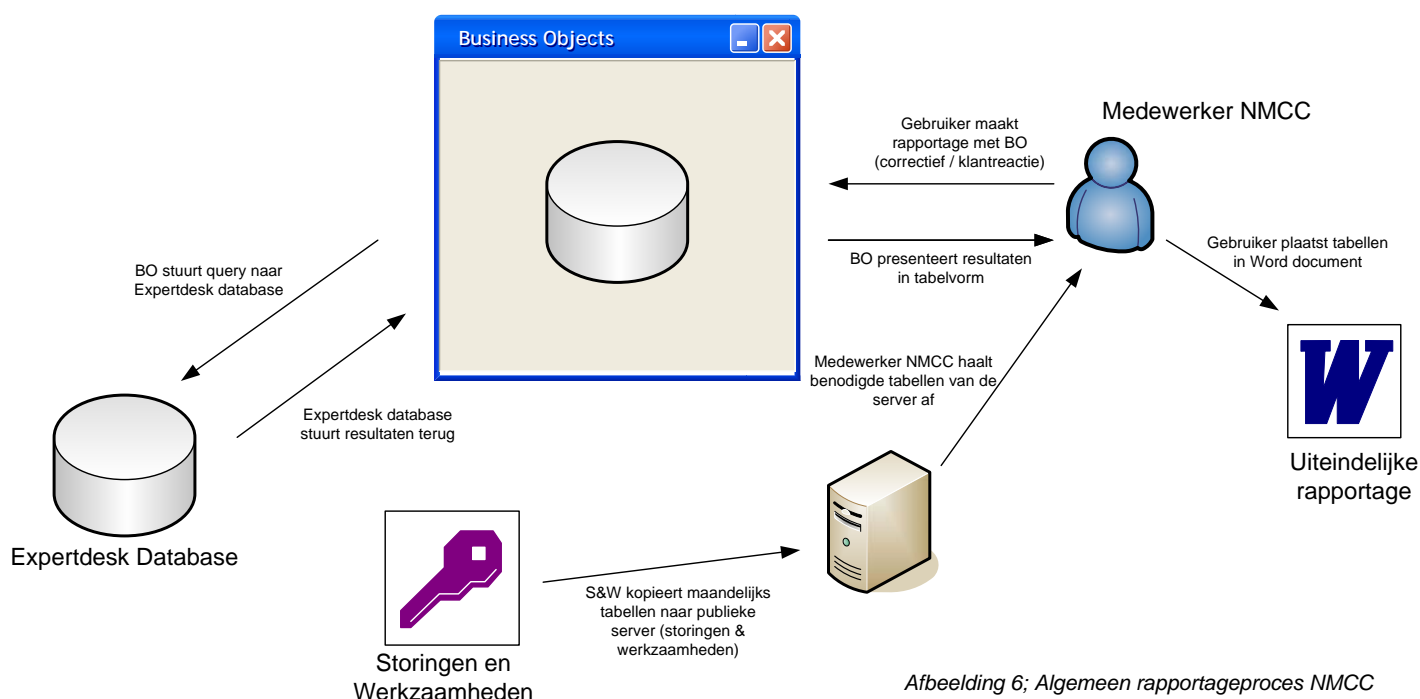 Business Objects
Medewerker NMCC
Gebruiker maakt
rapportage met BO
(correctief / klantreactie)
BO presenteert resultaten
in tabelvorm
Gebruiker plaatst tabellen
in Word document
BO stuurt query naar
Expertdesk database
Expertdesk database
stuurt resultaten terug
Medewerker NMCC haalt
benodigde tabellen van de
server af
W
Uiteindelijke
rapportage
Expertdesk Database
S&W kopieert maandelijks
tabellen naar publieke
server (storingen &
werkzaamheden)
Storingen en
Werkzaamheden
Afbeelding 6; Algemeen rapportageproces NMCC